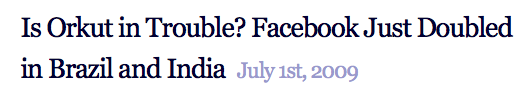 Is Orkut in Trouble? Facebook Just Doubled
in Brazil and India July 1st, 2009